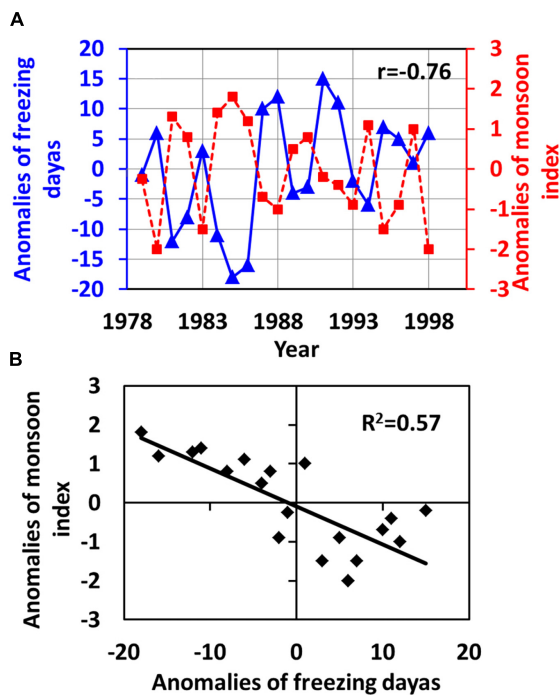 A
Anomalies of freezing
dayas
20
15
10
5
0
-5
-10
-15
-20
r=-0.76
3
2
1
0
-1
-2
-3
Anomalies of monsoon
index
1978 1983 1988 1993 1998
Year
B
Anomalies of monsoon
index
3
2
1
0
-1
-2
-3
R²=0.57
-20 -10 0 10 20
Anomalies of freezing dayas